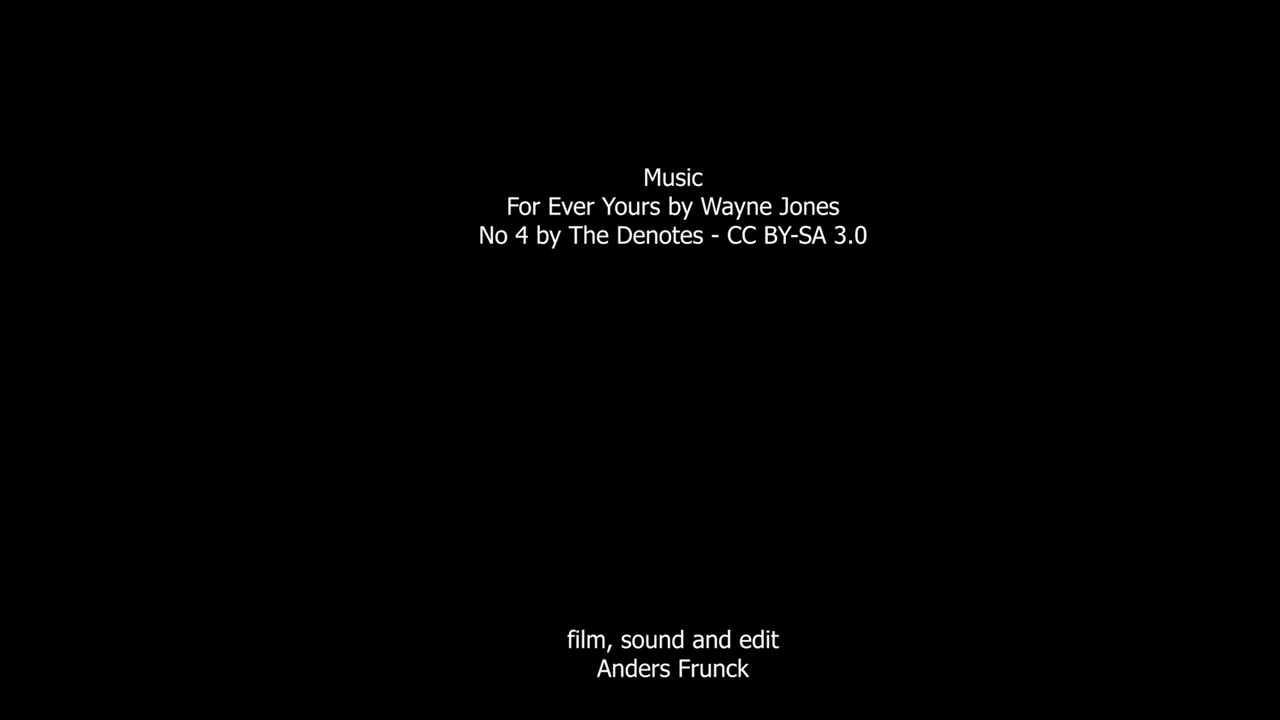 Music
For Ever Yours by Wayne Jones
No 4 by The Denotes - CC BY-SA 3.0
film, sound and edit
Anders Frunck